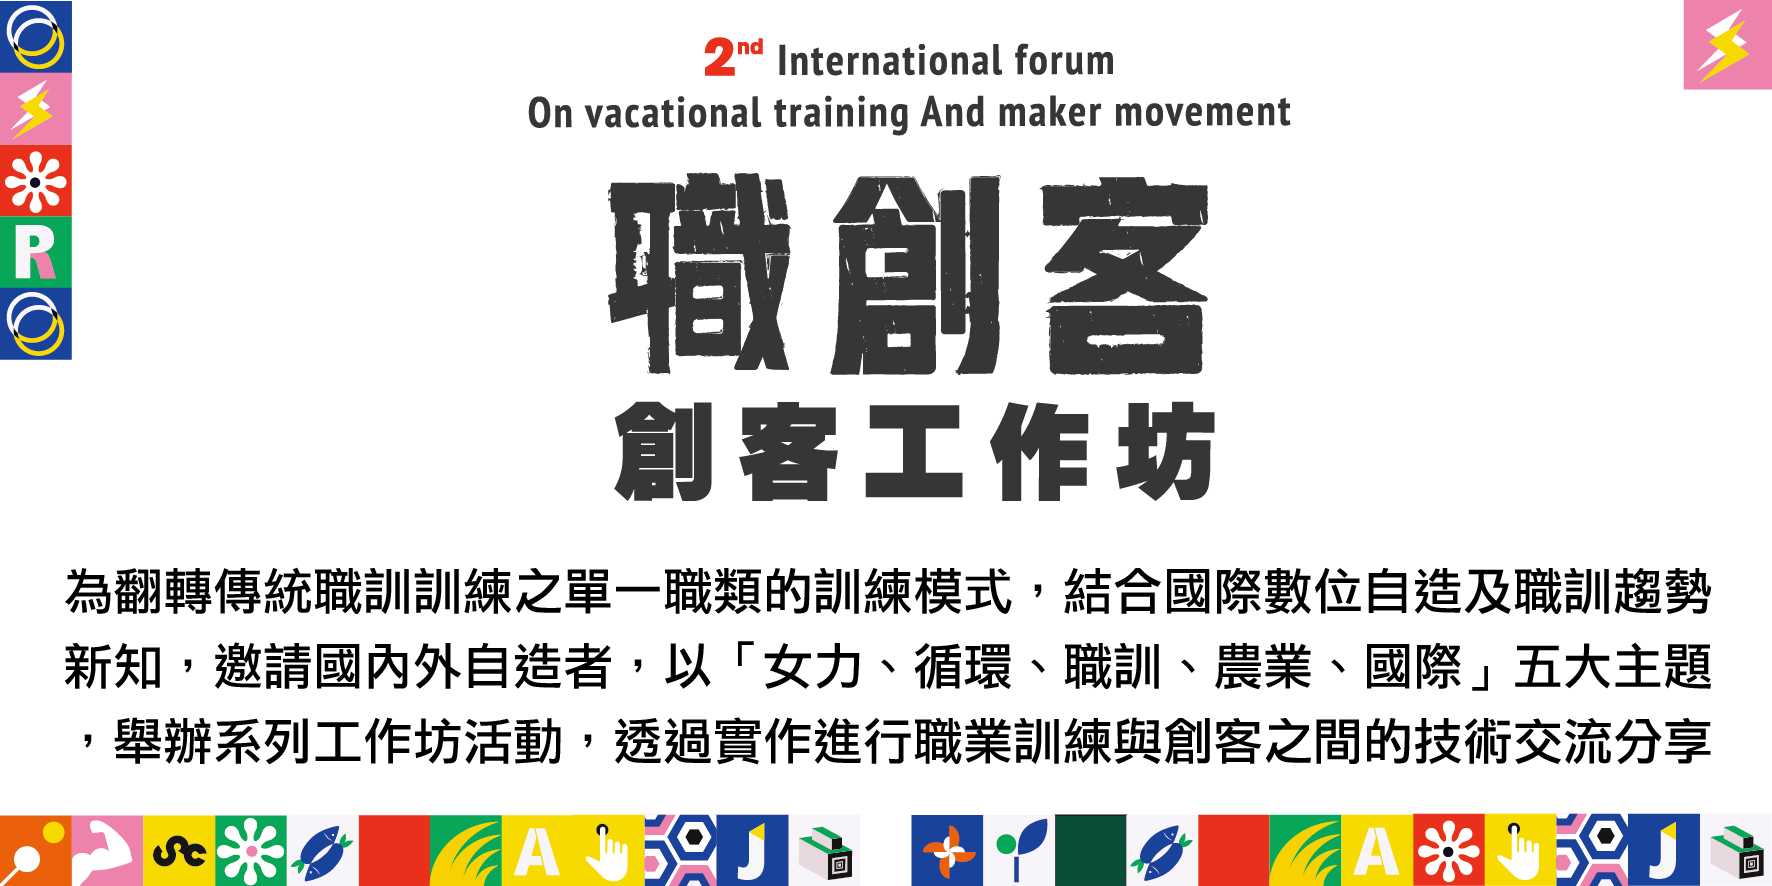 2nd International forum
On vacational training And maker movement
職創客
創客工作坊
為翻轉傳統職訓訓練之單一職類的訓練模式，結合國際數位自造及職訓趨勢
新知，邀請國內外自造者，以「女力、循環、職訓、農業、國際」五大主題
，舉辦系列工作坊活動，透過實作進行職業訓練與創客之間的技術交流分享
R
A
J
A
J